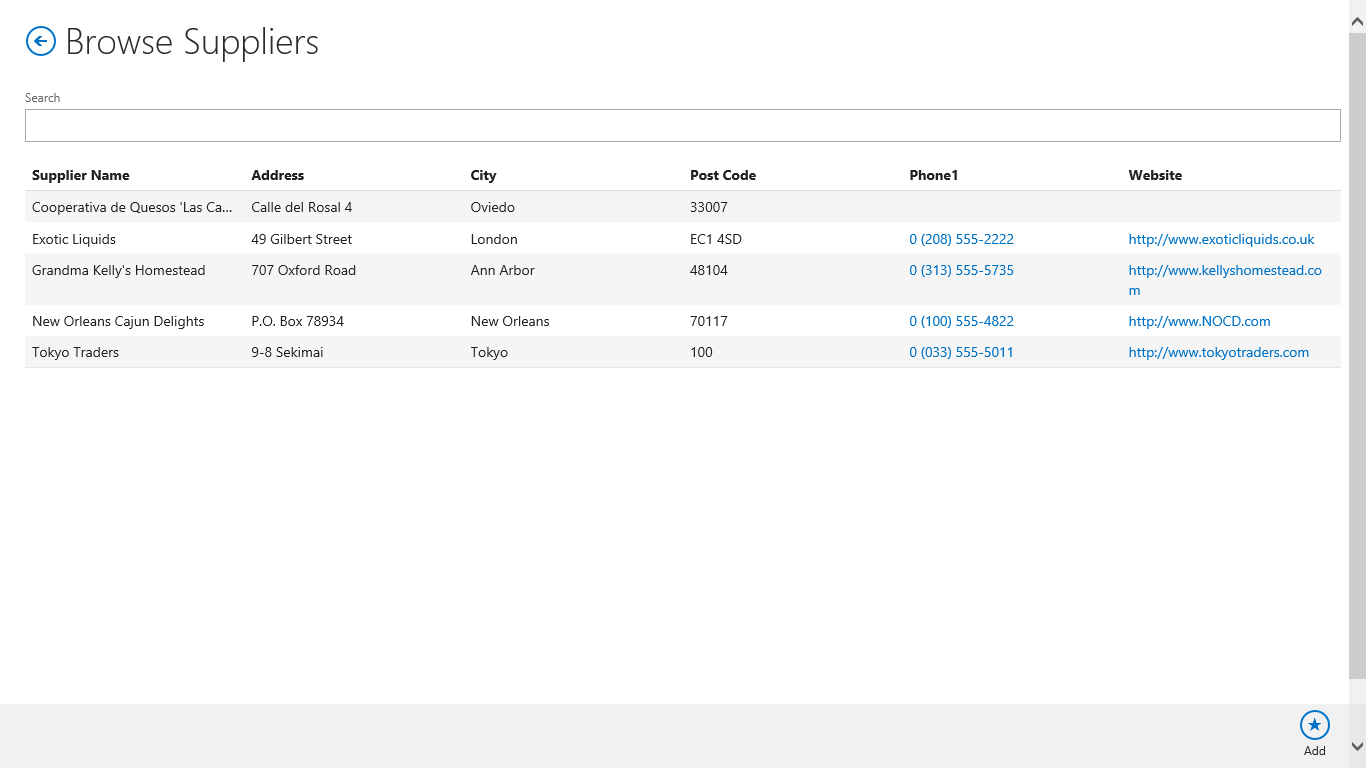 Browse Suppliers
Search
Supplier Name Address City Post Code Phone1 Website
Cooperativa de Quesos 'Las Ca... Calle del Rosal 4 Oviedo 33007
Exotic Liquids 49 Gilbert Street London EC1 4SD 0 (208) 555-2222 http://www.exoticliquids.co.uk
Grandma Kelly's Homestead 707 Oxford Road Ann Arbor 48104 0 (313) 555-5735 http://www.kellyshomestead.co
m
New Orleans Cajun Delights P.O. Box 78934 New Orleans 70117 0 (100) 555-4822 http://www.NOCD.com
Tokyo Traders 9-8 Sekimai Tokyo 100 0 (033) 555-5011 http://www.tokyotraders.com
Add